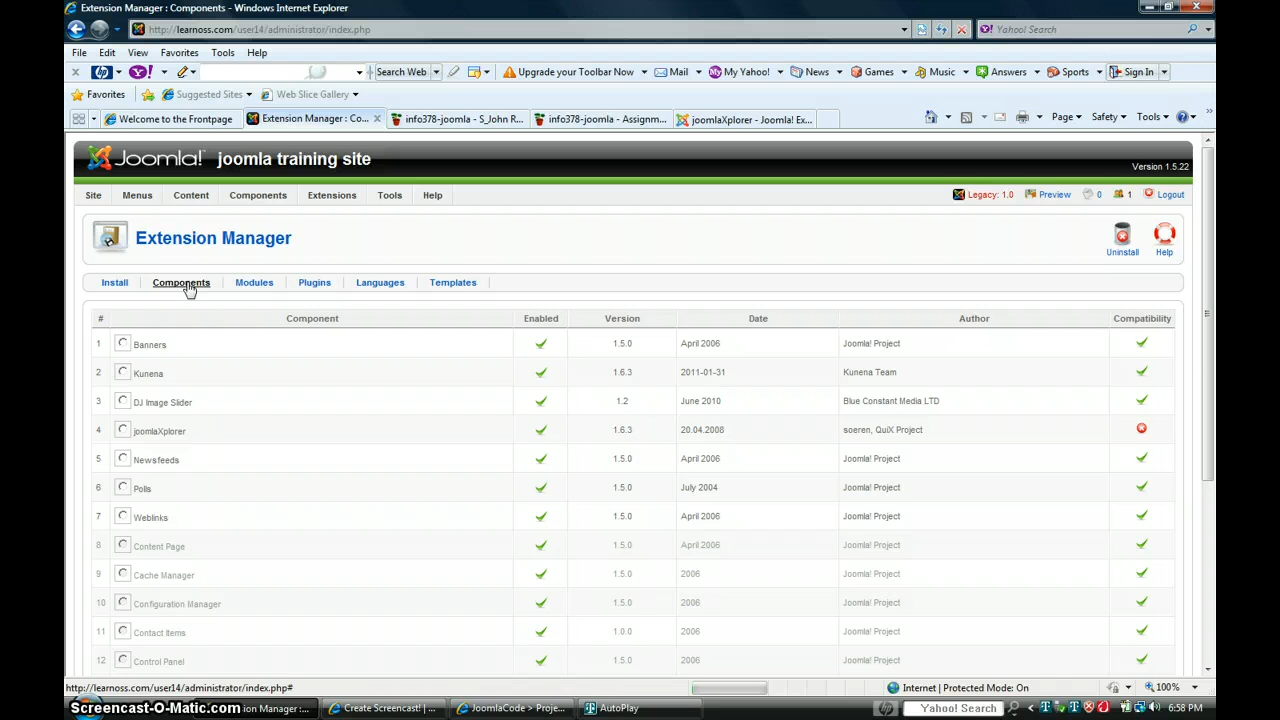 Extension Manager : Components - Windows Internet Explorer
http://learnoss.com/user14/administrator/index.php
Yahoo! Search
File Edit View Favorites Tools Help
Search Web Upgrade your Toolbar Now Mail My Yahoo! News Games Music Answers Sports Sign In
Favorites Suggested Sites Web Slice Gallery
Welcome to the Frontpage Extension Manager : Co... info378-joomla - S_John R... info378-joomla - Assignm... joomlaXplorer - Joomla! Ex... Page Safety Tools
Joomla! joomla training site
Version 1.5.22
Site Menus Content Components Extensions Tools Help Legacy: 1.0 Preview 0 1 Logout
Extension Manager
Uninstall Help
Install Components Modules Plugins Languages Templates
# Component Enabled Version Date Author Compatibility
1 Banners 1.5.0 April 2006 Joomla! Project
2 Kunena 1.6.3 2011-01-31 Kunena Team
3 DJ Image Slider 1.2 June 2010 Blue Constant Media LTD
4 joomlaXplorer 1.6.3 20.04.2008 soeren, QuiX Project
5 Newsfeeds 1.5.0 April 2006 Joomla! Project
6 Polls 1.5.0 July 2004 Joomla! Project
7 Weblinks 1.5.0 April 2006 Joomla! Project
8 Content Page 1.5.0 April 2006 Joomla! Project
9 Cache Manager 1.5.0 2006 Joomla! Project
10 Configuration Manager 1.5.0 2006 Joomla! Project
11 Contact Items 1.0.0 2006 Joomla! Project
12 Control Panel 1.5.0 2006 Joomla! Project
http://learnoss.com/user14/administrator/index.php# Internet | Protected Mode: On 100%
Screencast-O-Matic.com nsion Manager :... Create Screencast! |... JoomlaCode > Proje... AutoPlay Yahoo! Search 6:58 PM